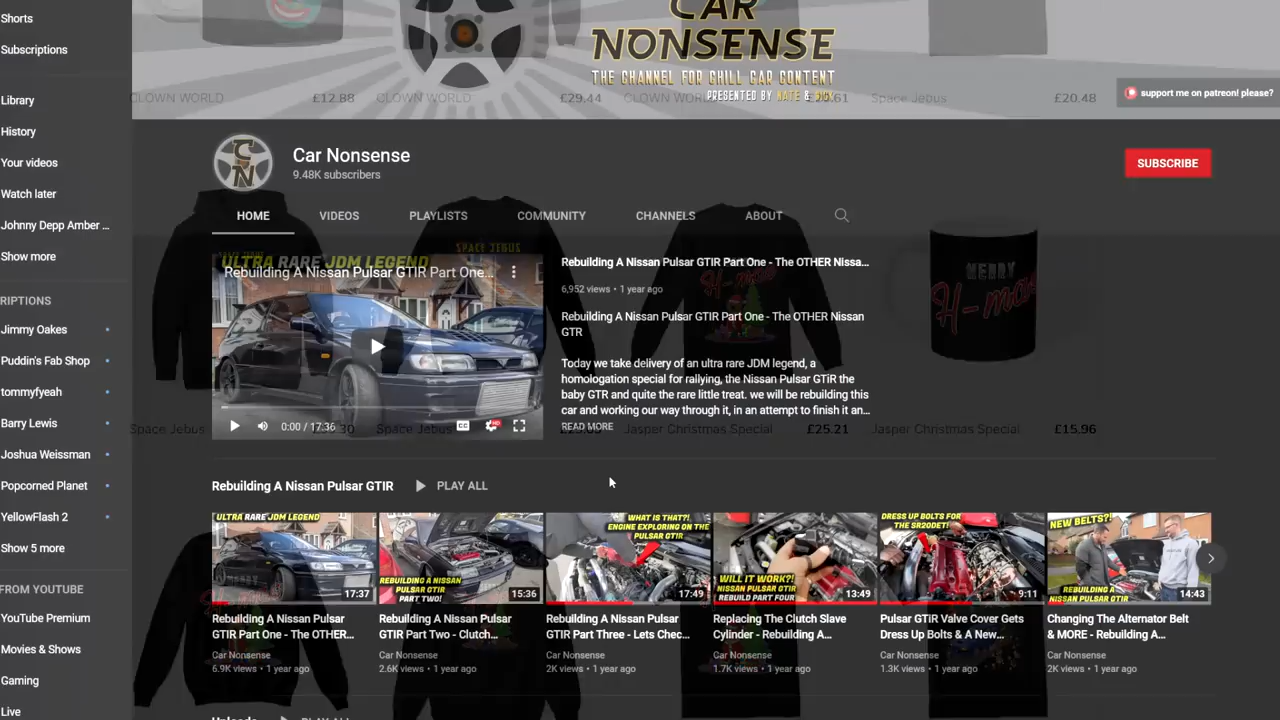 Shorts
Subscriptions
Library
History
Your videos
Watch later
Johnny Depp Amber ...
Show more
RIPTIONS
Jimmy Oakes
Puddin's Fab Shop
tommyfyeah
Barry Lewis
Joshua Weissman
Popcorned Planet
YellowFlash 2
Show 5 more
FROM YOUTUBE
YouTube Premium
Movies & Shows
Gaming
Live
CAR
NONSENSE
THE CHANNEL FOR CHILL CAR CONTENT
PRESENTED BY NATE &
CLOWN WORLD £12.88 CLOWN WORLD £29.44 CLOWN Space Jebus £20.48
support me on patreon! please?
CN
Car Nonsense
9.48K subscribers
SUBSCRIBE
HOME VIDEOS PLAYLISTS COMMUNITY CHANNELS ABOUT
SPACE JEBUS
ULTRA RARE JDM LEGEND
Rebuilding A Nissan Pulsar GTIR Part One...
0:00 / 17:36
Rebuilding A Nissan Pulsar GTIR Part One - The OTHER Nissa...
6,952 views • 1 year ago
Rebuilding A Nissan Pulsar GTIR Part One - The OTHER Nissan
GTR
Today we take delivery of an ultra rare JDM legend, a
homologation special for rallying, the Nissan Pulsar GTiR the
baby GTR and quite the rare little treat. we will be rebuilding this
car and working our way through it, in an attempt to finish it an...
READ MORE
MERRY
Space Jebus Space Jebus Jasper Christmas Special £25.21 Jasper Christmas Special £15.96
Rebuilding A Nissan Pulsar GTIR PLAY ALL
ULTRA RARE JDM LEGEND
17:37
REBUILDING A NISSAN
PULSAR GTIR
PART TWO!
15:36
WHAT IS THAT?!
ENGINE EXPLORING ON THE
PULSAR GTIR
17:49
WILL IT WORK?!
NISSAN PULSAR GTIR
REBUILD PART FOUR
13:49
DRESS UP BOLTS FOR
THE SR20DET!
9:11
NEW BELTS?!
REBUILDING A
NISSAN PULSAR GTIR
14:43
Rebuilding A Nissan Pulsar
GTIR Part One - The OTHER...
Car Nonsense
6.9K views • 1 year ago
Rebuilding A Nissan Pulsar
GTIR Part Two - Clutch...
Car Nonsense
2.6K views • 1 year ago
Rebuilding A Nissan Pulsar
GTIR Part Three - Lets Chec...
Car Nonsense
2K views • 1 year ago
Replacing The Clutch Slave
Cylinder - Rebuilding A...
Car Nonsense
1.7K views • 1 year ago
Pulsar GTiR Valve Cover Gets
Dress Up Bolts & A New...
Car Nonsense
1.3K views • 1 year ago
Changing The Alternator Belt
& MORE - Rebuilding A...
Car Nonsense
2K views • 1 year ago